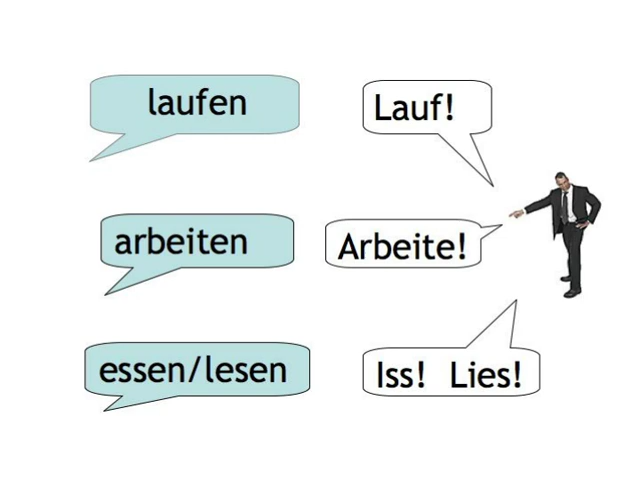 laufen
Lauf!
arbeiten
Arbeite!
essen/lesen
Iss! Lies!